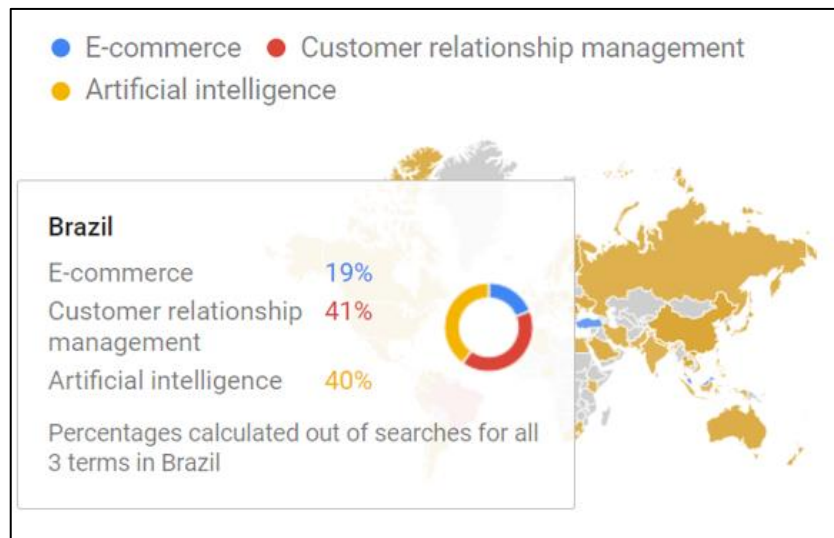 E-commerce Customer relationship management
Artificial intelligence
Brazil
E-commerce 19%
Customer relationship 41%
management
Artificial intelligence 40%
Percentages calculated out of searches for all
3 terms in Brazil